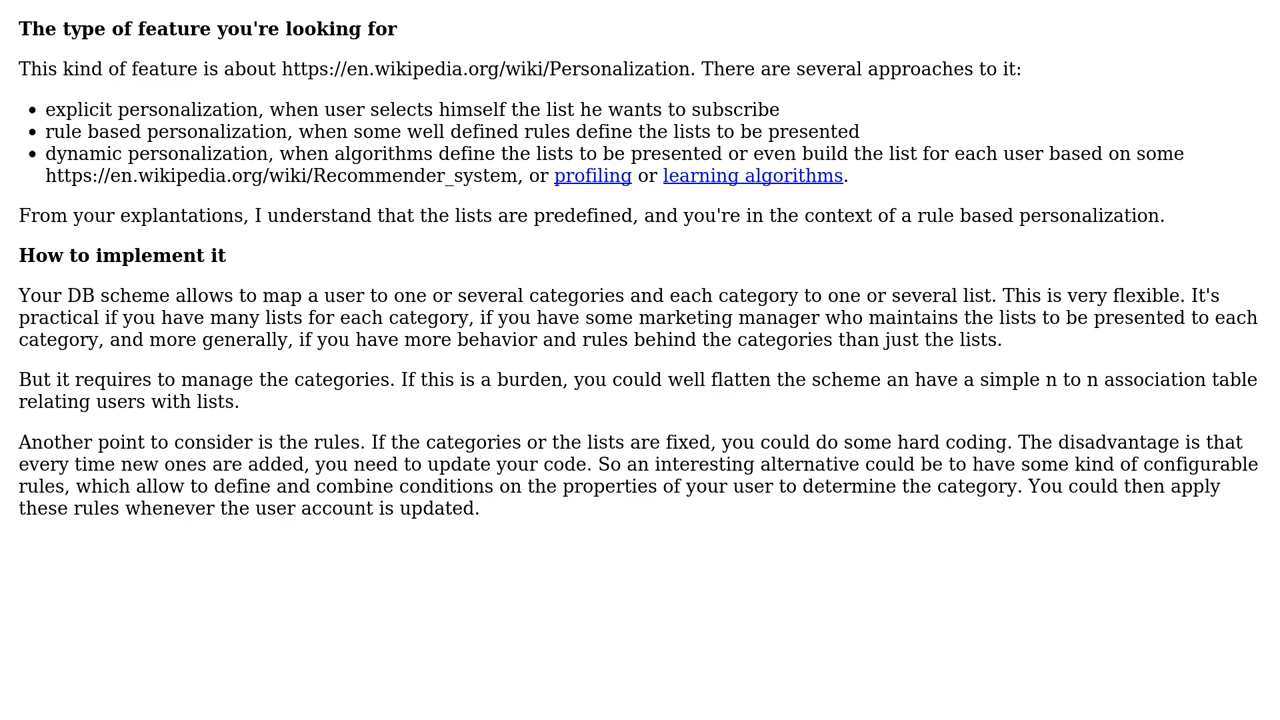 The type of feature you're looking for
This kind of feature is about https://en.wikipedia.org/wiki/Personalization. There are several approaches to it:
• explicit personalization, when user selects himself the list he wants to subscribe
• rule based personalization, when some well defined rules define the lists to be presented
• dynamic personalization, when algorithms define the lists to be presented or even build the list for each user based on some
https://en.wikipedia.org/wiki/Recommender_system, or profiling or learning algorithms.
From your explantations, I understand that the lists are predefined, and you're in the context of a rule based personalization.
How to implement it
Your DB scheme allows to map a user to one or several categories and each category to one or several list. This is very flexible. It's
practical if you have many lists for each category, if you have some marketing manager who maintains the lists to be presented to each
category, and more generally, if you have more behavior and rules behind the categories than just the lists.
But it requires to manage the categories. If this is a burden, you could well flatten the scheme an have a simple n to n association table
relating users with lists.
Another point to consider is the rules. If the categories or the lists are fixed, you could do some hard coding. The disadvantage is that
every time new ones are added, you need to update your code. So an interesting alternative could be to have some kind of configurable
rules, which allow to define and combine conditions on the properties of your user to determine the category. You could then apply
these rules whenever the user account is updated.